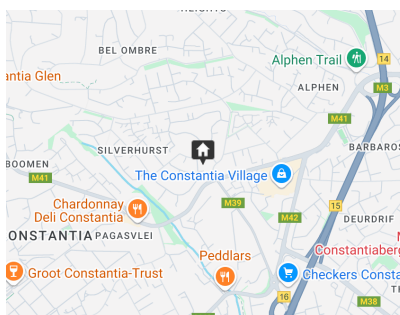 HEIGHTS
BEL OMBRE
Alphen Trail
14
antia Glen
ALPHEN
M3
M41
SILVERHURST
BARBAROS
BOOMEN
M41
The Constantia Village
Chardonnay
Deli Constantia
M39
15
M42
DEURDRIF
ONSTANTIA
PAGASVLEI
Peddlars
Constantiaberg
Groot Constantia-Trust
Checkers Consta
16
M38